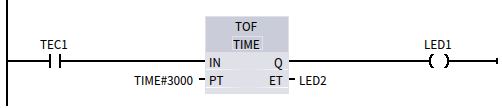 TOF
TEC1 TIME LED1
IN Q
TIME#3000 PT ET LED2